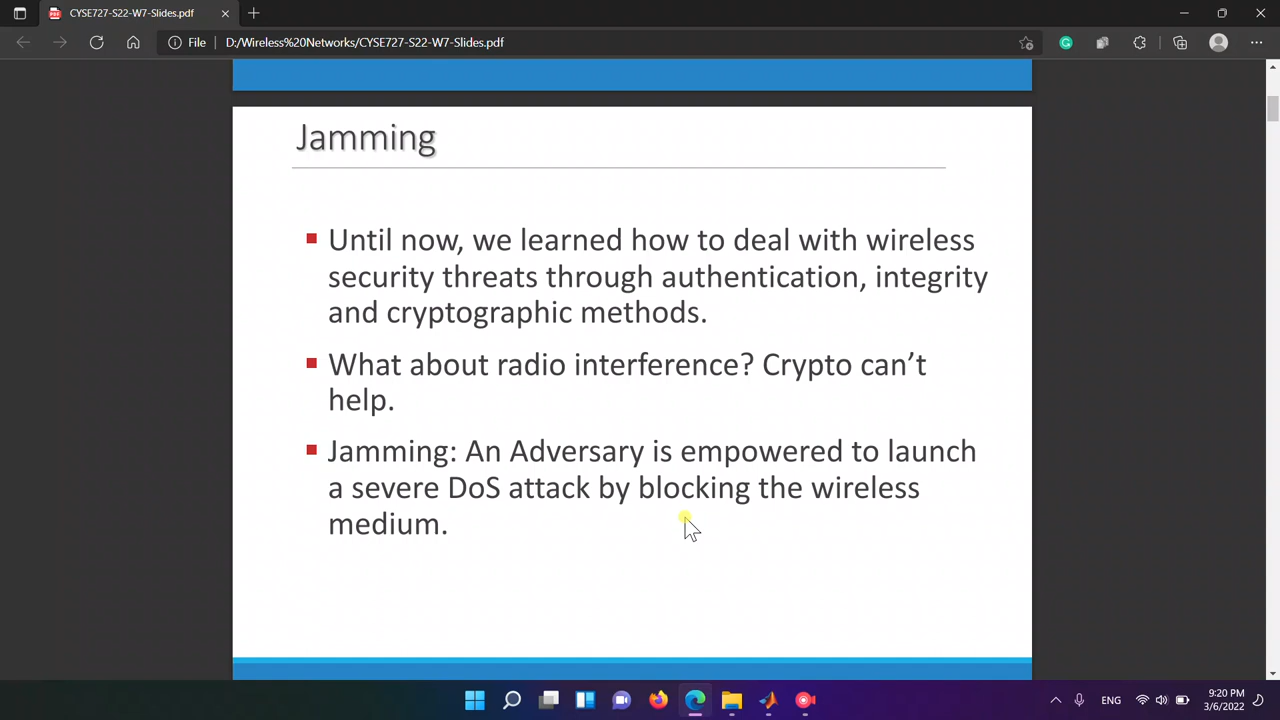 CYSE727-S22-W7-Slides.pdf
File
D:/Wireless%20Networks/CYSE727-S22-W7-Slides.pdf
Jamming
Until now, we learned how to deal with wireless
security threats through authentication, integrity
and cryptographic methods.
What about radio interference? Crypto can’t
help.
Jamming: An Adversary is empowered to launch
a severe DoS attack by blocking the wireless
medium.
ENG
9:20 PM
3/6/2022